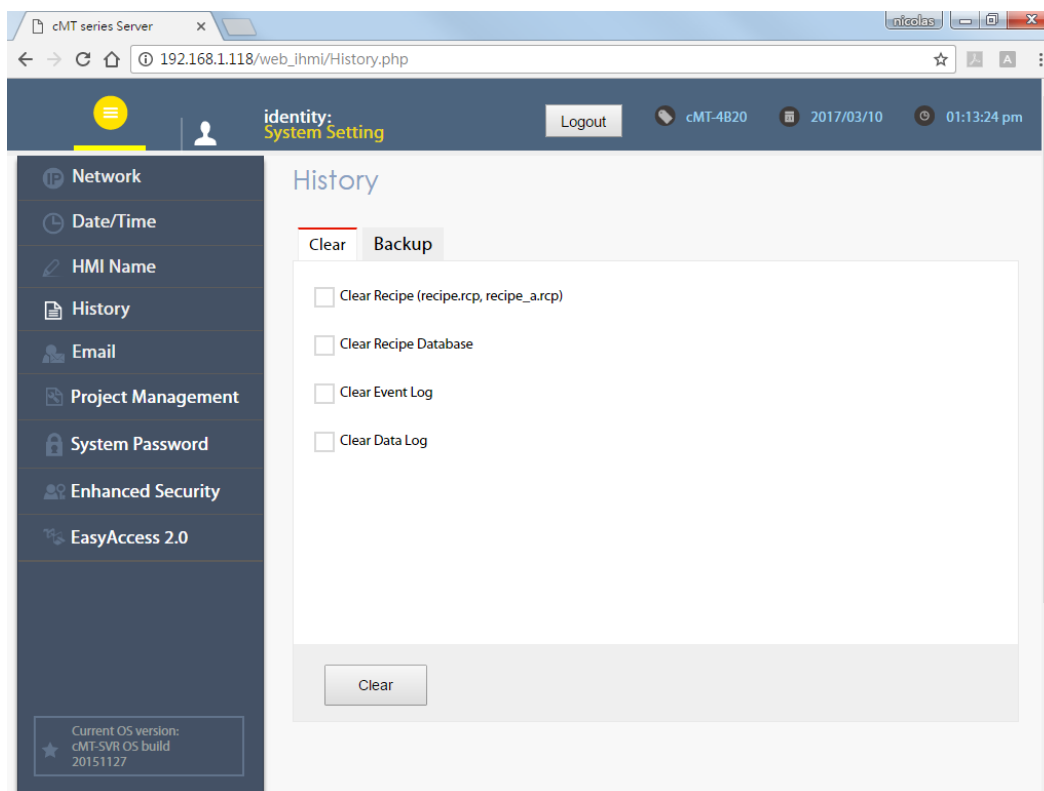 cMT series Server
nicolas
192.168.1.118/web_ihmi/History.php
identity:
System Setting
Logout
cMT-4B20
2017/03/10
01:13:24 pm
Network
Date/Time
HMI Name
History
Email
Project Management
System Password
Enhanced Security
EasyAccess 2.0
Current OS version:
cMT-SVR OS build
20151127
History
Clear
Backup
Clear Recipe (recipe.rcp, recipe_a.rcp)
Clear Recipe Database
Clear Event Log
Clear Data Log
Clear